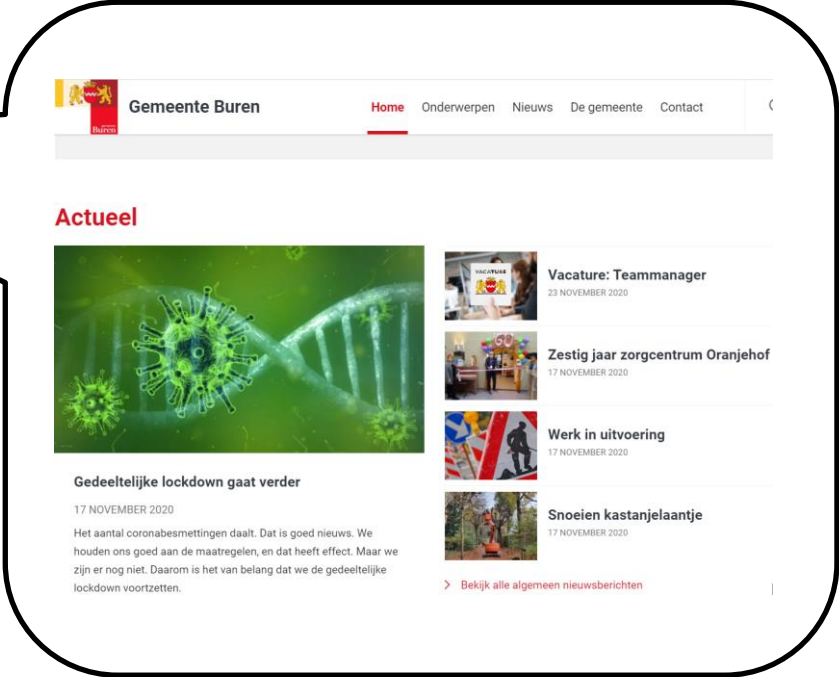 Buren
Gemeente Buren
Home Onderwerpen Nieuws De gemeente Contact
Actueel
Gedeeltelijke lockdown gaat verder
17 NOVEMBER 2020
Het aantal coronabesmettingen daalt. Dat is goed nieuws. We
houden ons goed aan de maatregelen, en dat heeft effect. Maar we
zijn er nog niet. Daarom is het van belang dat we de gedeeltelijke
lockdown voortzetten.
VACATURE
Vacature: Teammanager
23 NOVEMBER 2020
60
Zestig jaar zorgcentrum Oranjehof
17 NOVEMBER 2020
Werk in uitvoering
17 NOVEMBER 2020
Snoeien kastanjelaantje
17 NOVEMBER 2020
Bekijk alle algemeen nieuwsberichten